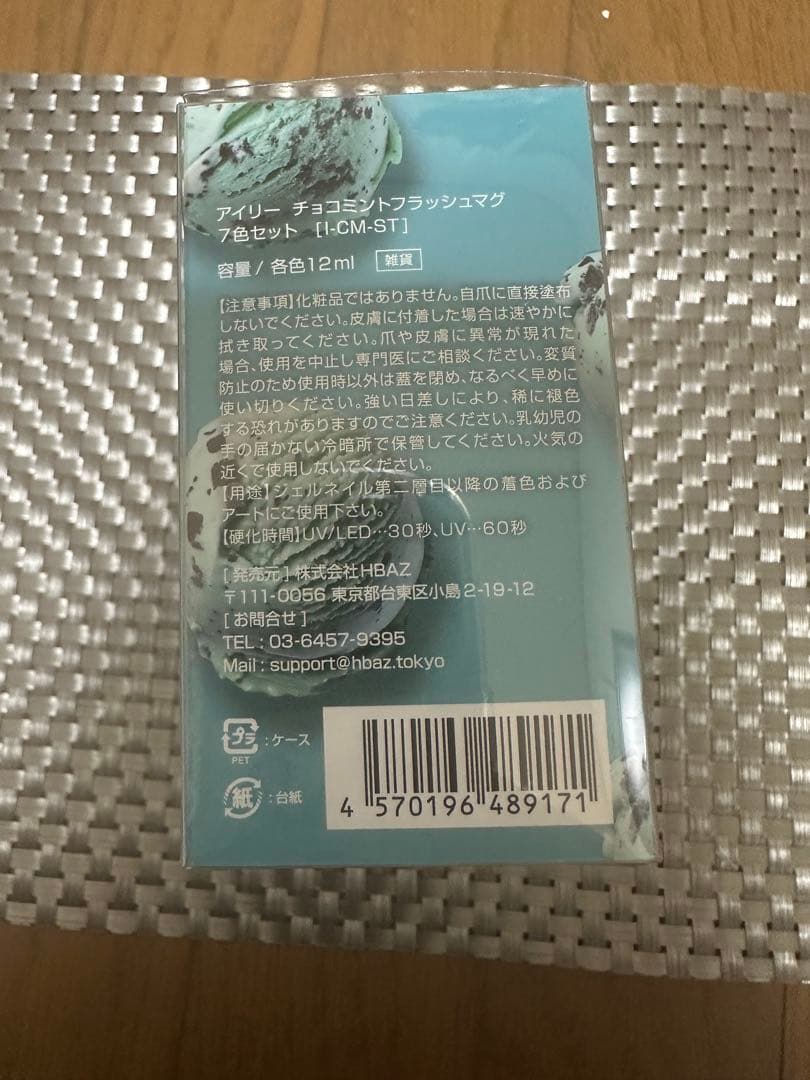 アイリー チョコミントフラッシュマグ
7色セット [I-CM-ST]
容量 / 各色12ml 雑貨
【注意事項】化粧品ではありません。自爪に直接塗布
しないでください。皮膚に付着した場合は速やかに
拭き取ってください。爪や皮膚に異常が現れた
場合、使用を中止し専門医にご相談ください。変質
防止のため使用時以外は蓋を閉め、なるべく早めに
使い切りください。強い日差しにより、稀に褪色
する恐れがありますのでご注意ください。乳幼児の
手の届かない冷暗所で保管してください。火気の
近くで使用しないでください。
【用途】ジェルネイル第二層目以降の着色および
アートにご使用下さい。
【硬化時間】UV/LED…30秒、UV…60秒
[ 発売元 ] 株式会社HBAZ
〒111-0056 東京都台東区小島2-19-12
[ お問合せ ]
TEL : 03-6457-9395
Mail : support@hbaz.tokyo
プラ : ケース
PET
紙 : 台紙
4 570196 489171